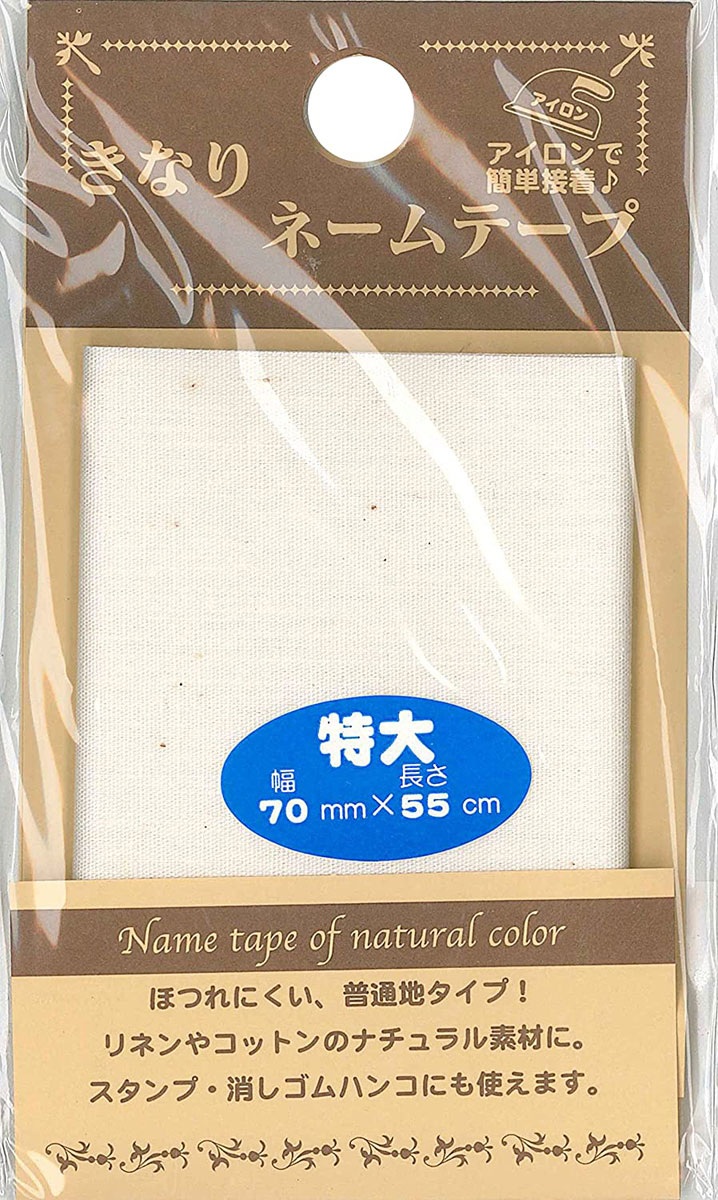 アイロン
アイロンで
簡単接着♪
きなり
ネームテープ
特大
幅 長さ
70 mm×55 cm
Name tape of natural color
ほつれにくい、普通地タイプ！
リネンやコットンのナチュラル素材に。
スタンプ・消しゴムハンコにも使えます。